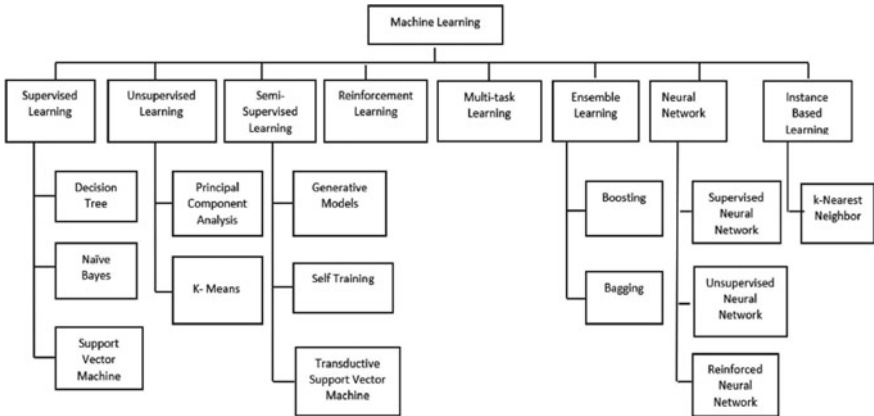 Machine Learning
Supervised
Learning
Unsupervised
Learning
Semi-
Supervised
Learning
Reinforcement
Learning
Multi-task
Learning
Ensemble
Learning
Neural
Network
Instance
Based
Learning
Decision
Tree
Naïve
Bayes
Support
Vector
Machine
Principal
Component
Analysis
K- Means
Generative
Models
Self Training
Transductive
Support Vector
Machine
Boosting
Bagging
Supervised
Neural
Network
Unsupervised
Neural
Network
Reinforced
Neural
Network
k-Nearest
Neighbor